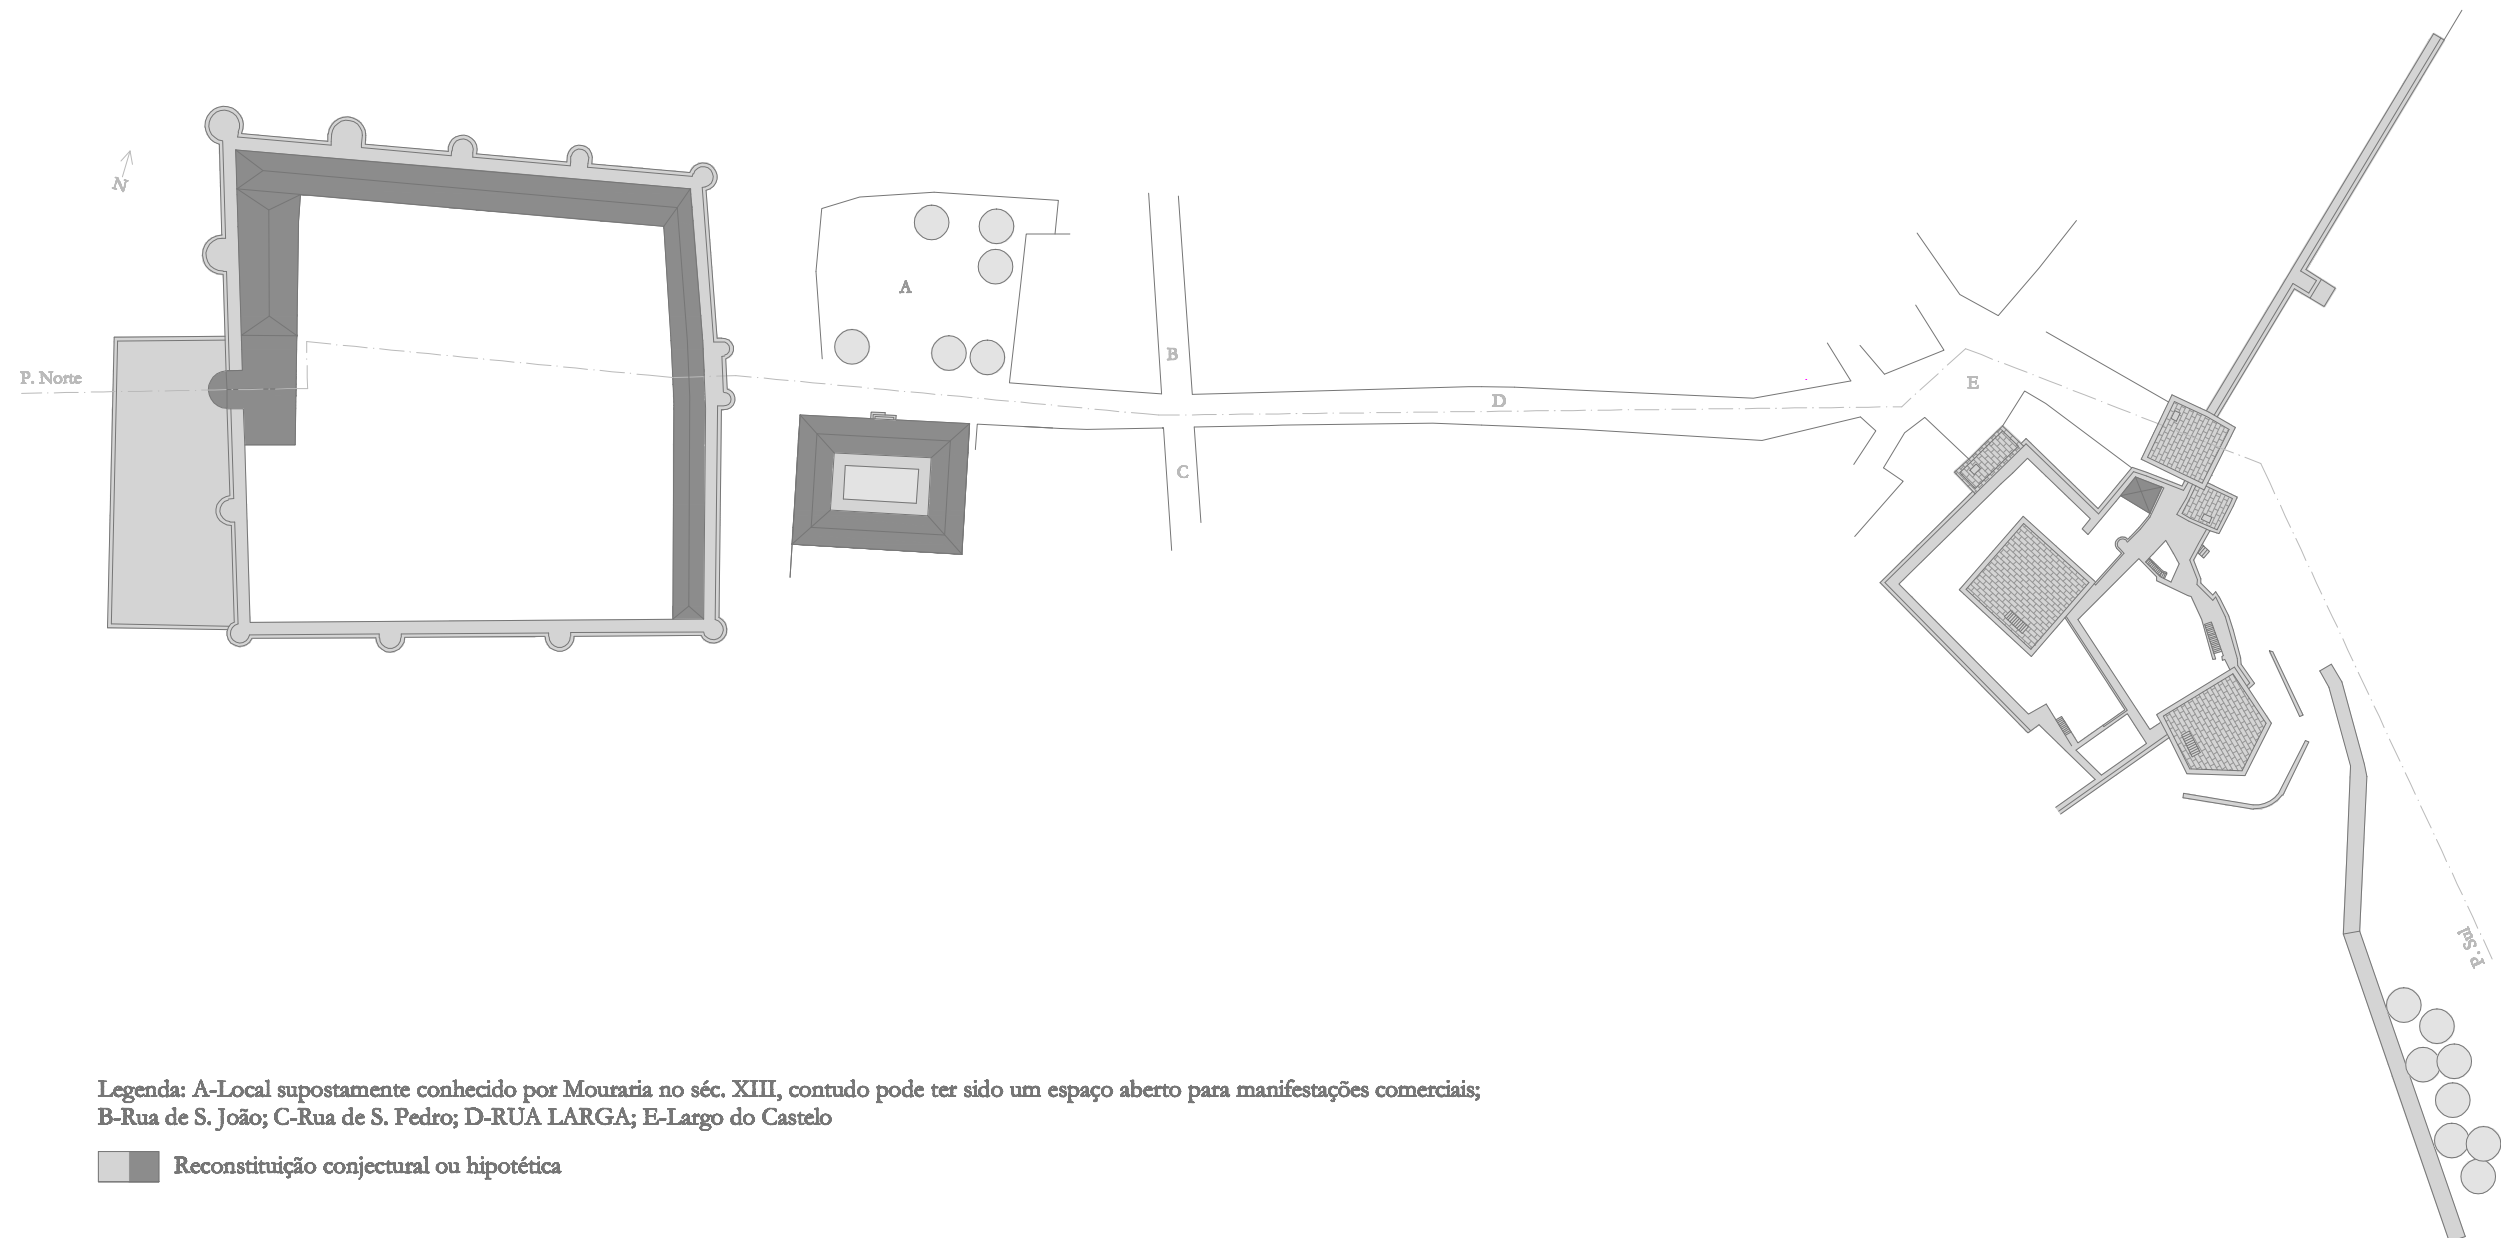 N
P. Norte
A
B
C
D
E
P. Sul
Legenda: A-Local supostamente conhecido por Mouraria no séc. XIII, contudo pode ter sido um espaço aberto para manifestações comerciais;
B-Rua de S. João; C-Rua de S. Pedro; D-RUA LARGA; E-Largo do Castelo
Reconstituição conjectural ou hipotética